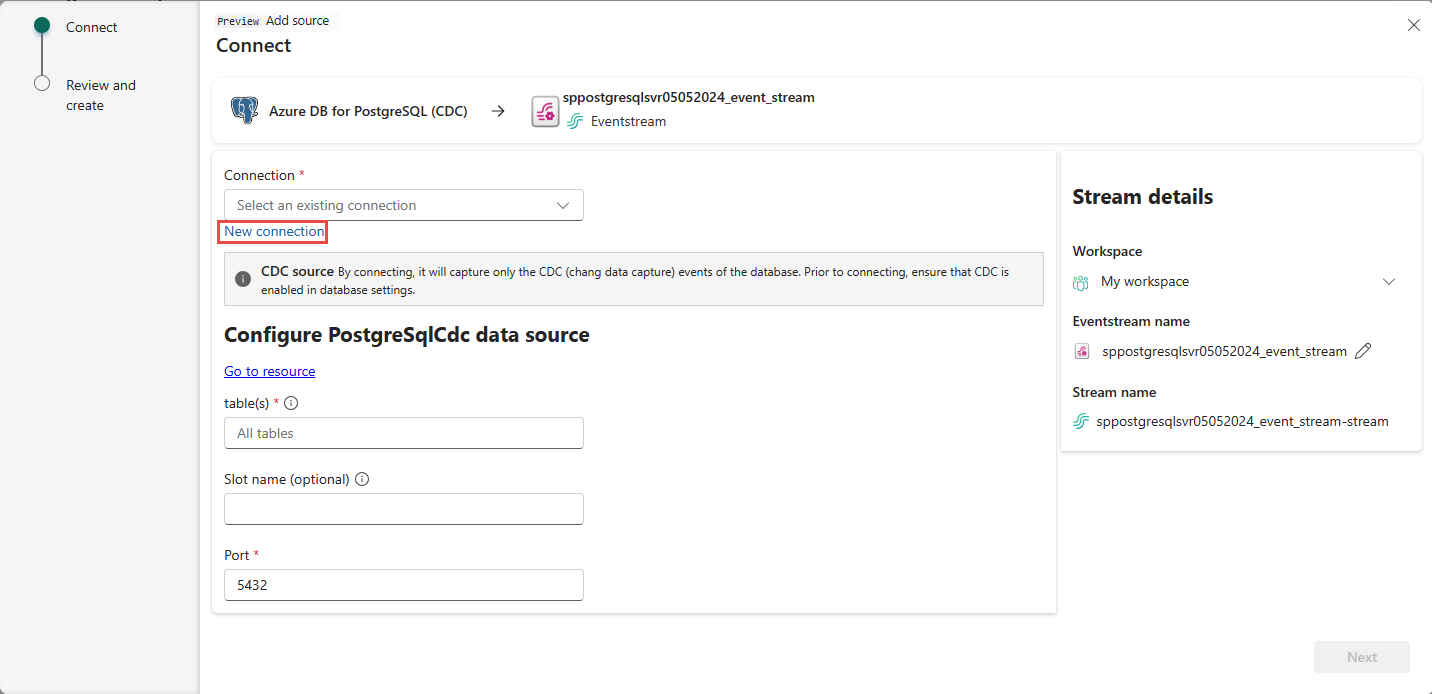 Connect
Review and
create
Preview Add source
Connect
Azure DB for PostgreSQL (CDC)
sppostgresqlsvr05052024_event_stream
Eventstream
Connection *
Select an existing connection
New connection
CDC source By connecting, it will capture only the CDC (chang data capture) events of the database. Prior to connecting, ensure that CDC is
enabled in database settings.
Configure PostgreSqlCdc data source
Go to resource
table(s) *
All tables
Slot name (optional)
Port *
5432
Stream details
Workspace
My workspace
Eventstream name
sppostgresqlsvr05052024_event_stream
Stream name
sppostgresqlsvr05052024_event_stream-stream
Next